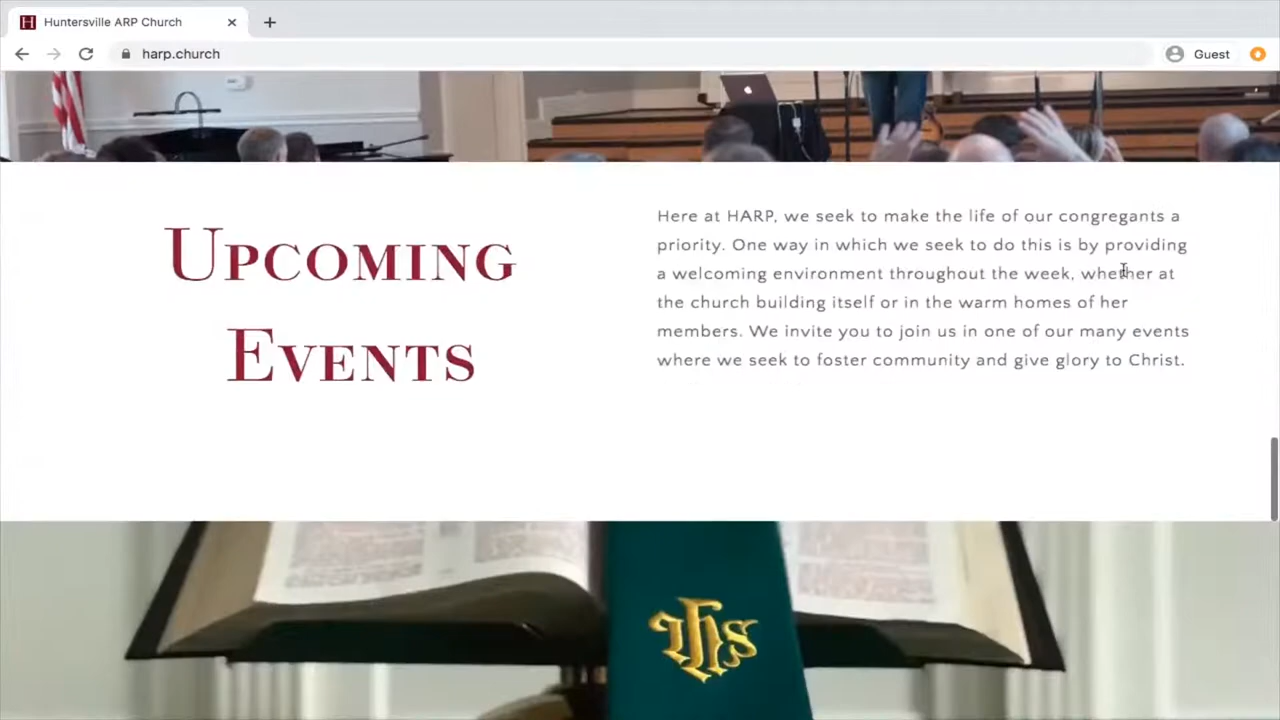 H Huntersville ARP Church
harp.church
Guest
Upcoming
Events
Here at HARP, we seek to make the life of our congregants a
priority. One way in which we seek to do this is by providing
a welcoming environment throughout the week, whether at
the church building itself or in the warm homes of her
members. We invite you to join us in one of our many events
where we seek to foster community and give glory to Christ.
IHS